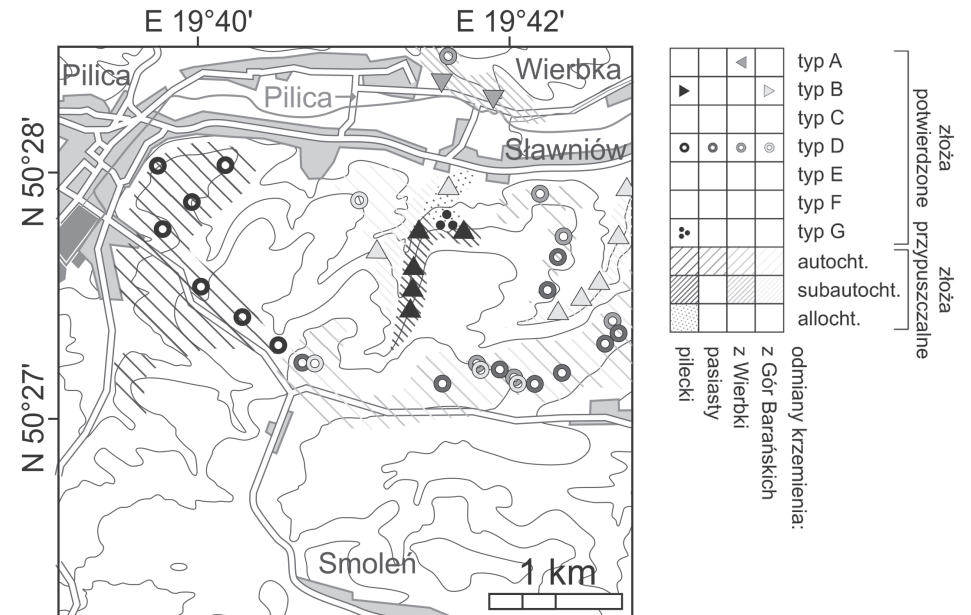 E 19°40' E 19°42'
N 50°28'
N 50°27'
Pilica
Wierbka
Pilica
Sławniów
Smoleń
1 km
typ A
typ B
typ C
typ D
typ E
typ F
typ G
autocht.
subautocht.
allocht.
złoża
potwierdzone
złoża
przypuszczalne
pilecki
pasiasty
z Wierbki
z Gór Barańskich
odmiany krzemienia: